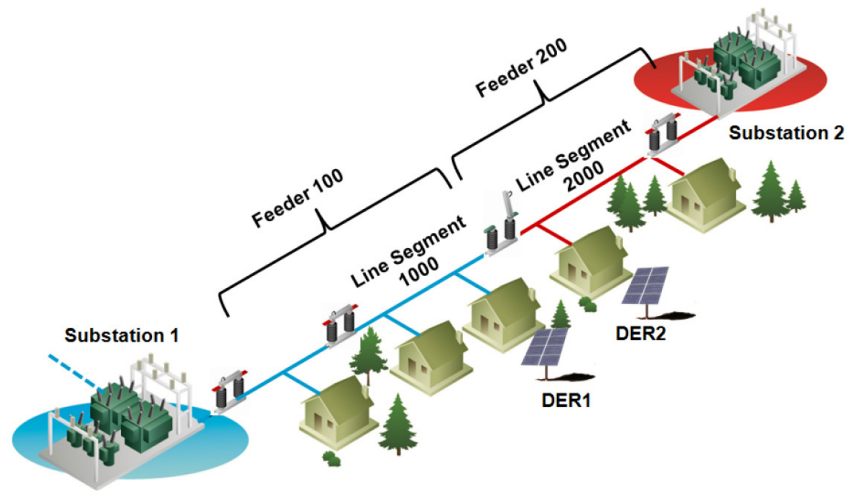 Feeder 200
Substation 2
Line Segment
2000
Feeder 100
Line Segment
1000
Substation 1
DER2
DER1